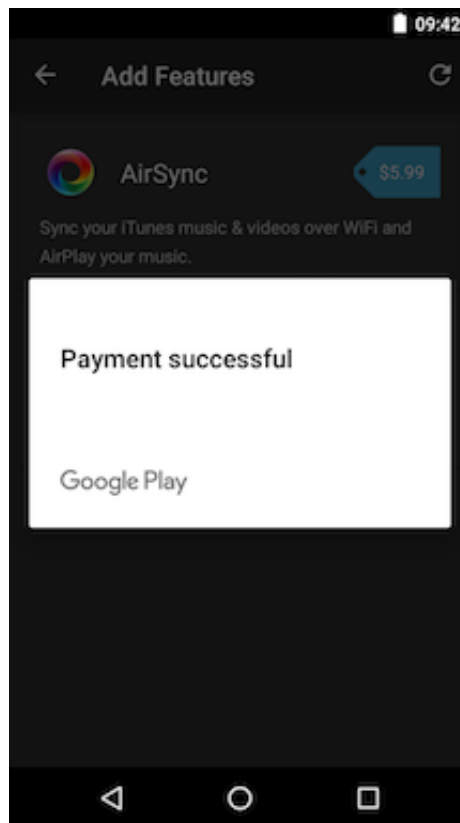 09:42
Add Features
AirSync
$5.99
Sync your iTunes music & videos over WiFi and
AirPlay your music.
Payment successful
Google Play